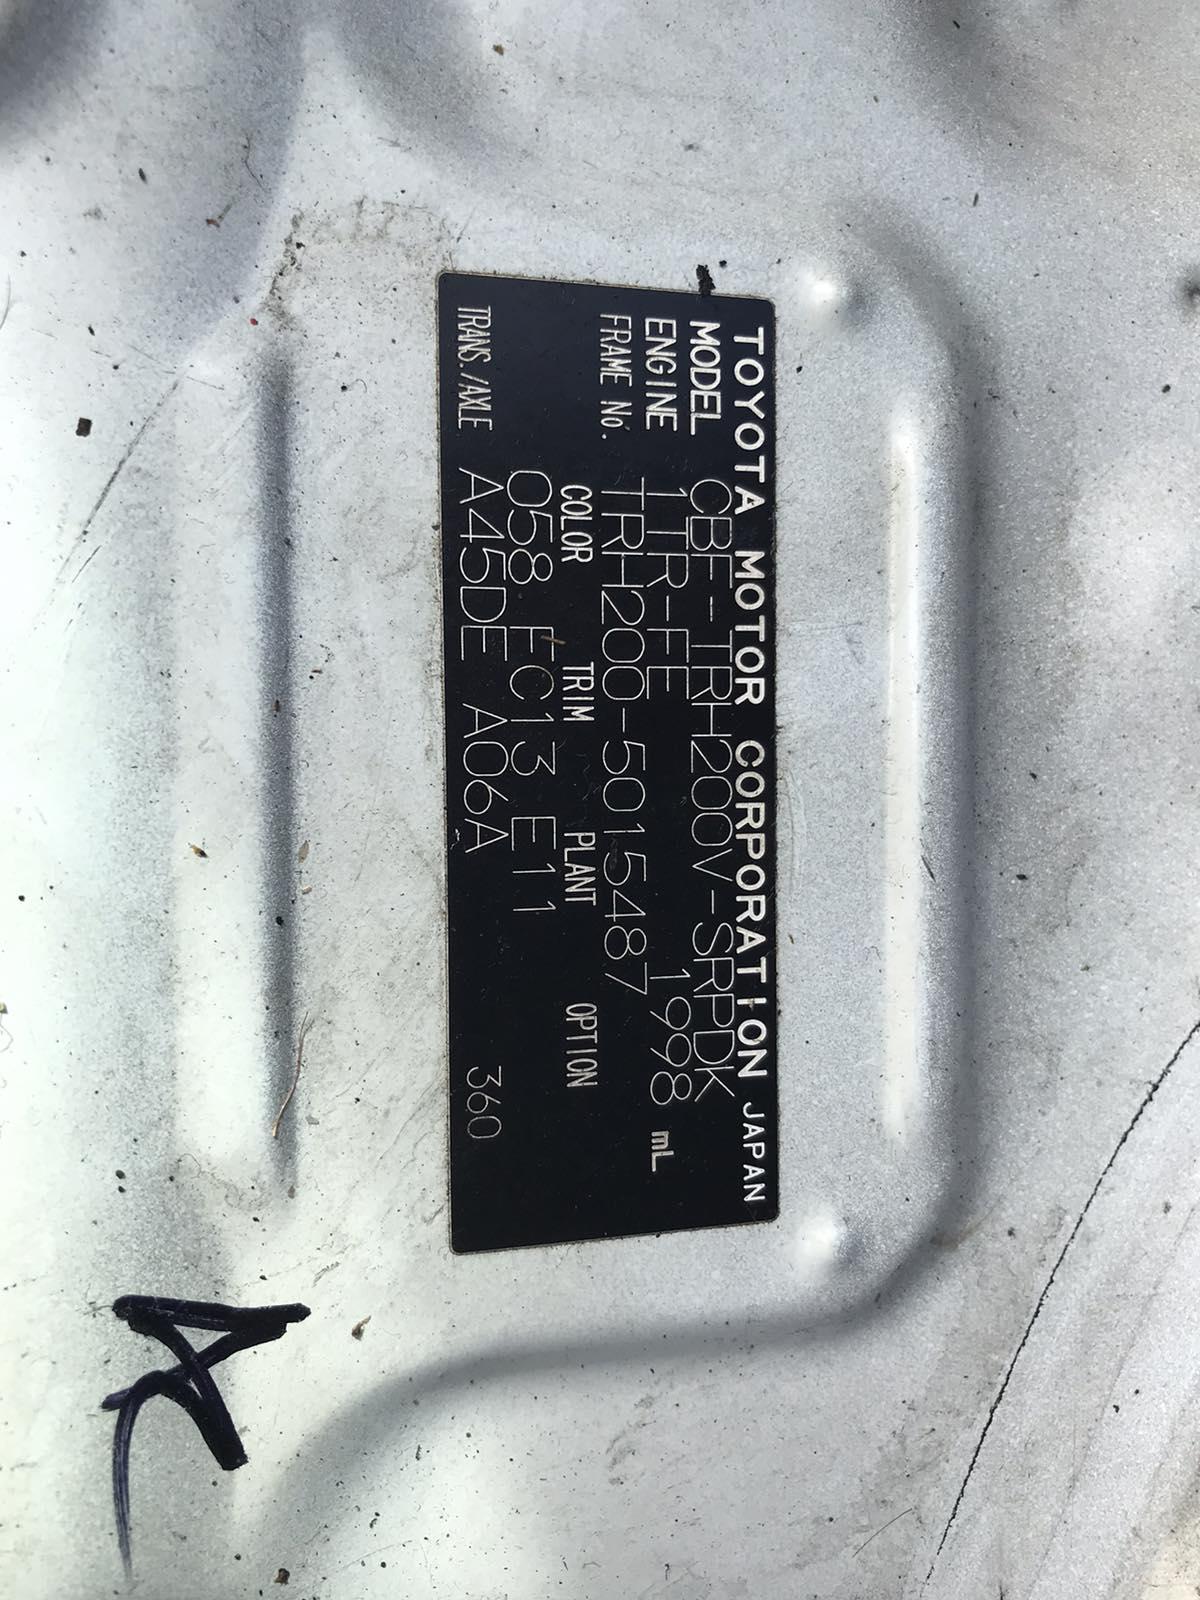 TOYOTA MOTOR CORPORATION JAPAN
MODEL CBF-TRH200V-SRPDK
ENGINE 1TR-FE 1998 mL
FRAME No. TRH200-5015487
COLOR TRIM PLANT OPTION
058 EC13 E11
TRANS./AXLE A45DE A06A 360